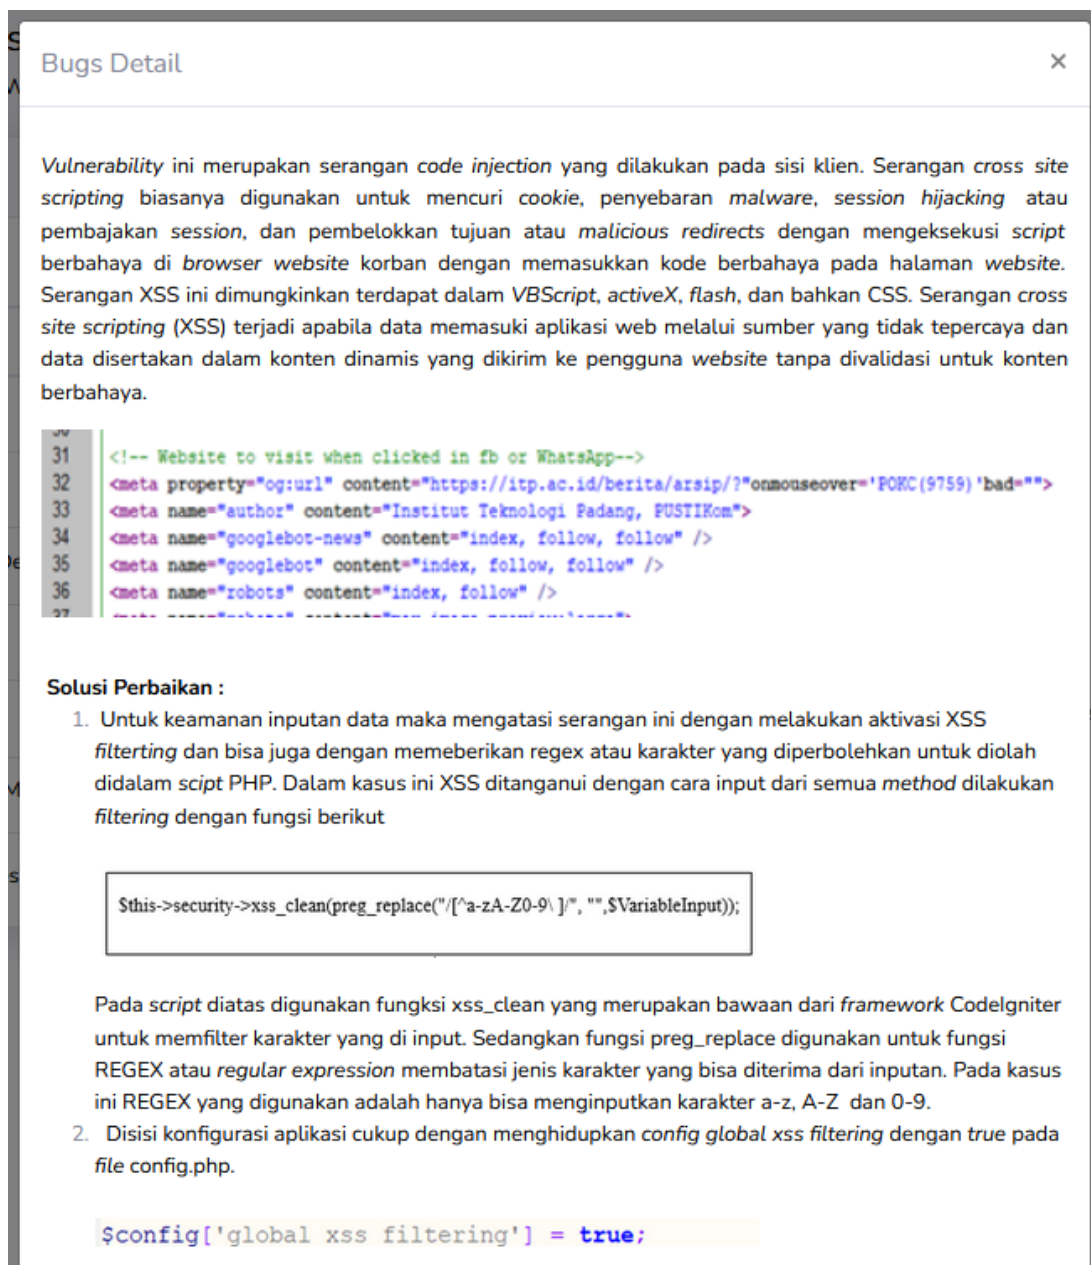 Bugs Detail ×
Vulnerability ini merupakan serangan code injection yang dilakukan pada sisi klien. Serangan cross site
scripting biasanya digunakan untuk mencuri cookie, penyebaran malware, session hijacking atau
pembajakan session, dan pembelokkan tujuan atau malicious redirects dengan mengeksekusi script
berbahaya di browser website korban dengan memasukkan kode berbahaya pada halaman website.
Serangan XSS ini dimungkinkan terdapat dalam VBScript, activeX, flash, dan bahkan CSS. Serangan cross
site scripting (XSS) terjadi apabila data memasuki aplikasi web melalui sumber yang tidak tepercaya dan
data disertakan dalam konten dinamis yang dikirim ke pengguna website tanpa divalidasi untuk konten
berbahaya.
31 <!-- Website to visit when clicked in fb or WhatsApp-->
32 <meta property="og:url" content="https://itp.ac.id/berita/arsip/?"onmouseover='POKC(9759)'bad="">
33 <meta name="author" content="Institut Teknologi Padang, PUSTIKom">
34 <meta name="googlebot-news" content="index, follow, follow" />
35 <meta name="googlebot" content="index, follow, follow" />
36 <meta name="robots" content="index, follow" />
37
Solusi Perbaikan :
1. Untuk keamanan inputan data maka mengatasi serangan ini dengan melakukan aktivasi XSS
filterting dan bisa juga dengan memeberikan regex atau karakter yang diperbolehkan untuk diolah
didalam scipt PHP. Dalam kasus ini XSS ditanganui dengan cara input dari semua method dilakukan
filtering dengan fungsi berikut
$this->security->xss_clean(preg_replace("/[^a-zA-Z0-9\ ]/", "",$VariableInput));
Pada script diatas digunakan fungksi xss_clean yang merupakan bawaan dari framework CodeIgniter
untuk memfilter karakter yang di input. Sedangkan fungsi preg_replace digunakan untuk fungsi
REGEX atau regular expression membatasi jenis karakter yang bisa diterima dari inputan. Pada kasus
ini REGEX yang digunakan adalah hanya bisa menginputkan karakter a-z, A-Z dan 0-9.
2. Disisi konfigurasi aplikasi cukup dengan menghidupkan config global xss filtering dengan true pada
file config.php.
$config['global xss filtering'] = true;